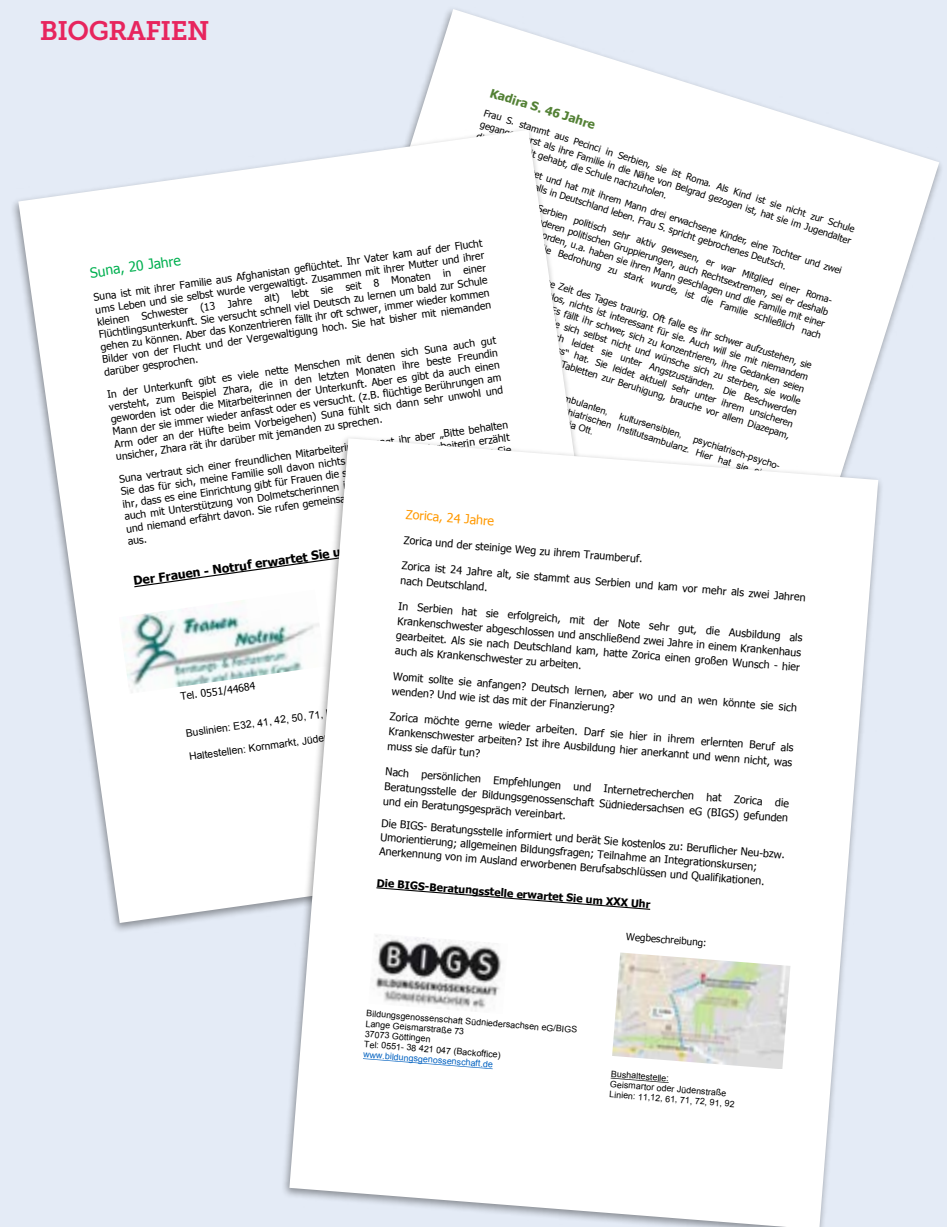 BIOGRAFIEN
Kadira S. 46 Jahre
Frau S. stammt aus Pecinci in Serbien, sie ist Roma. Als Kind ist sie nicht zur Schule
rst als ihre Familie in die Nähe von Belgrad gezogen ist, hat sie im Jugendalter
t gehabt, die Schule nachzuholen.
et und hat mit ihrem Mann drei erwachsene Kinder, eine Tochter und zwei
alls in Deutschland leben. Frau S. spricht gebrochenes Deutsch.
Serbien politisch sehr aktiv gewesen, er war Mitglied einer Roma-
deren politischen Gruppierungen, auch Rechtsextremen, sei er deshalb
orden, u.a. haben sie ihren Mann geschlagen und die Familie mit einer
Bedrohung zu stark wurde, ist die Familie schließlich nach
e Zeit des Tages traurig. Oft falle es ihr schwer aufzustehen, sie
los, nichts ist interessant für sie. Auch will sie mit niemandem
Es fällt ihr schwer, sich zu konzentrieren, ihre Gedanken seien
e sich selbst nicht und wünsche sich zu sterben, sie wolle
ch leidet sie unter Angstzuständen. Die Beschwerden
s“ hat. Sie leidet aktuell sehr unter ihrem unsicheren
Tabletten zur Beruhigung, brauche vor allem Diazepam,
mbulanten, kultursensiblen, psychiatrisch-psycho-
hiatrischen Institutsambulanz. Hier hat sie
ia Ott.
Suna, 20 Jahre
Suna ist mit ihrer Familie aus Afghanistan geflüchtet. Ihr Vater kam auf der Flucht
ums Leben und sie selbst wurde vergewaltigt. Zusammen mit ihrer Mutter und ihrer
kleinen Schwester (13 Jahre alt) lebt sie seit 8 Monaten in einer
Flüchtlingsunterkunft. Sie versucht schnell viel Deutsch zu lernen um bald zur Schule
gehen zu können. Aber das Konzentrieren fällt ihr oft schwer, immer wieder kommen
Bilder von der Flucht und der Vergewaltigung hoch. Sie hat bisher mit niemanden
darüber gesprochen.
In der Unterkunft gibt es viele nette Menschen mit denen sich Suna auch gut
versteht, zum Beispiel Zhara, die in den letzten Monaten ihre beste Freundin
geworden ist oder die Mitarbeiterinnen der Unterkunft. Aber es gibt da auch einen
Mann der sie immer wieder anfasst oder es versucht. (z.B. flüchtige Berührungen am
Arm oder an der Hüfte beim Vorbeigehen) Suna fühlt sich dann sehr unwohl und
unsicher, Zhara rät ihr darüber mit jemanden zu sprechen.
Suna vertraut sich einer freundlichen Mitarbeiterin gt ihr aber „Bitte behalten
Sie das für sich, meine Familie soll davon nichts beiterin erzählt
ihr, dass es eine Einrichtung gibt für Frauen die s Sie
auch mit Unterstützung von Dolmetscherinnen
und niemand erfährt davon. Sie rufen gemeinsa
aus.
Der Frauen - Notruf erwartet Sie u
Frauen
Notruf
Beratungs- & Fachzentrum
sexuelle und häusliche Gewalt
Tel. 0551/44684
Buslinien: E32, 41, 42, 50, 71,
Haltestellen: Kornmarkt, Jüde
Zorica, 24 Jahre
Zorica und der steinige Weg zu ihrem Traumberuf.
Zorica ist 24 Jahre alt, sie stammt aus Serbien und kam vor mehr als zwei Jahren
nach Deutschland.
In Serbien hat sie erfolgreich, mit der Note sehr gut, die Ausbildung als
Krankenschwester abgeschlossen und anschließend zwei Jahre in einem Krankenhaus
gearbeitet. Als sie nach Deutschland kam, hatte Zorica einen großen Wunsch - hier
auch als Krankenschwester zu arbeiten.
Womit sollte sie anfangen? Deutsch lernen, aber wo und an wen könnte sie sich
wenden? Und wie ist das mit der Finanzierung?
Zorica möchte gerne wieder arbeiten. Darf sie hier in ihrem erlernten Beruf als
Krankenschwester arbeiten? Ist ihre Ausbildung hier anerkannt und wenn nicht, was
muss sie dafür tun?
Nach persönlichen Empfehlungen und Internetrecherchen hat Zorica die
Beratungsstelle der Bildungsgenossenschaft Südniedersachsen eG (BIGS) gefunden
und ein Beratungsgespräch vereinbart.
Die BIGS- Beratungsstelle informiert und berät Sie kostenlos zu: Beruflicher Neu-bzw.
Umorientierung; allgemeinen Bildungsfragen; Teilnahme an Integrationskursen;
Anerkennung von im Ausland erworbenen Berufsabschlüssen und Qualifikationen.
Die BIGS-Beratungsstelle erwartet Sie um XXX Uhr
BIGS
BILDUNGSGENOSSENSCHAFT
SÜDNIEDERSACHSEN eG
Bildungsgenossenschaft Südniedersachsen eG/BIGS
Lange Geismarstraße 73
37073 Göttingen
Tel: 0551- 38 421 047 (Backoffice)
www.bildungsgenossenschaft.de
Wegbeschreibung:
Bushaltestelle:
Geismartor oder Jüdenstraße
Linien: 11,12, 61, 71, 72, 91, 92